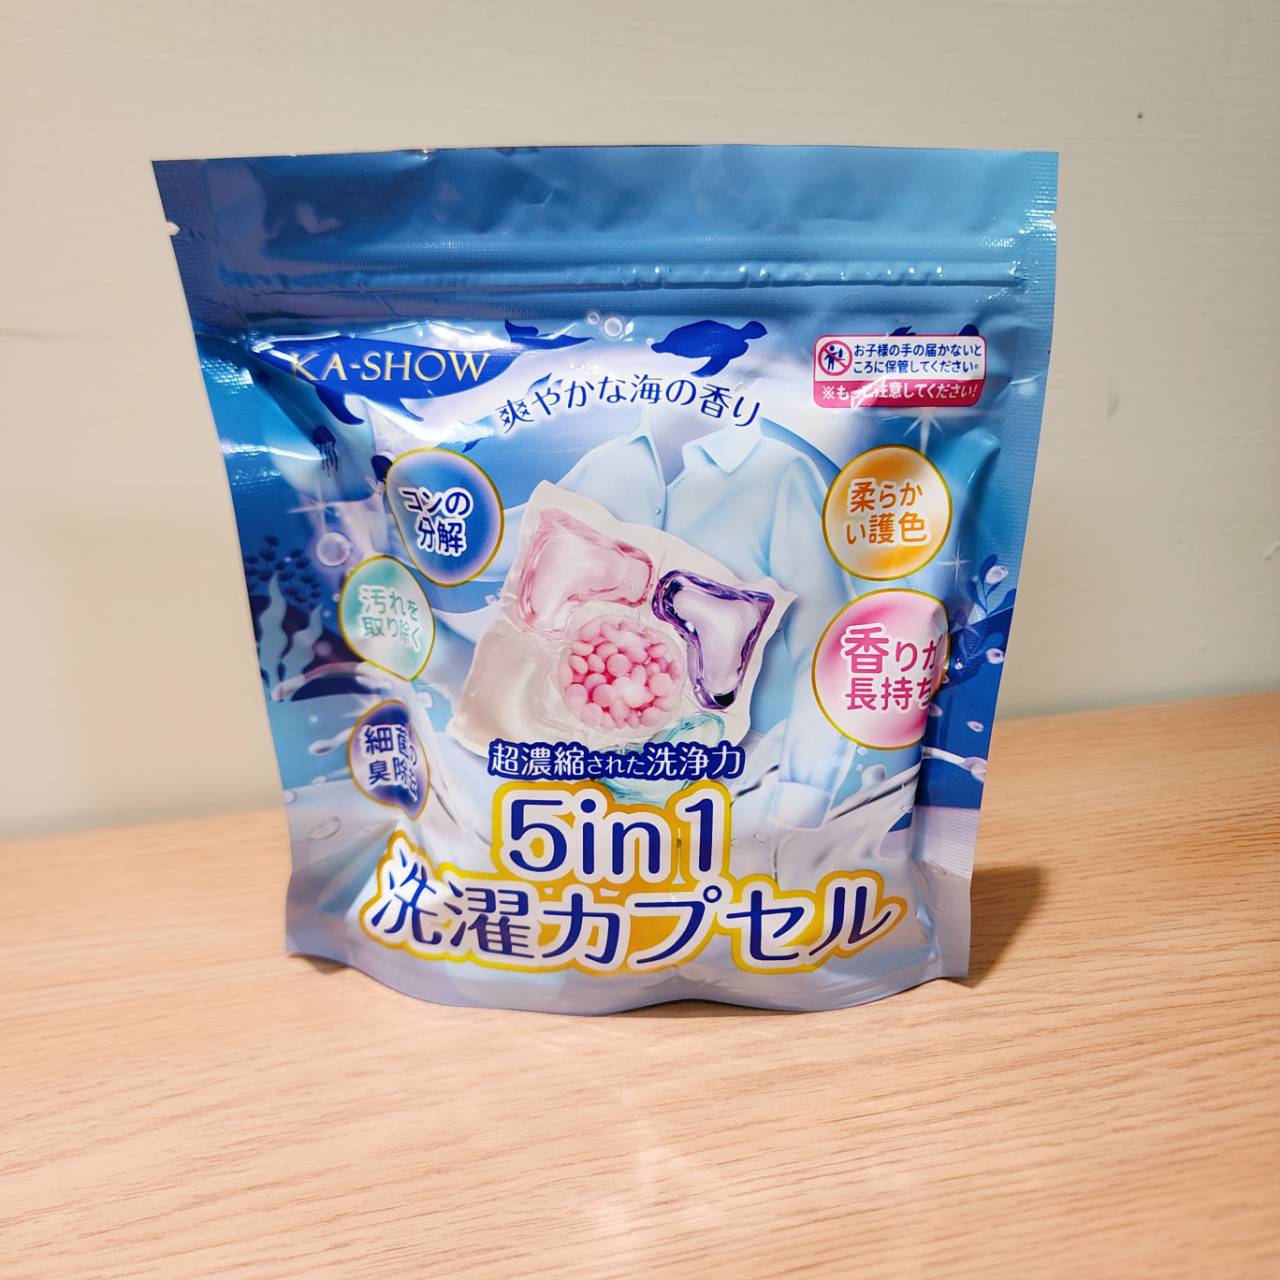 KA-SHOW
爽やかな海の香り
お子様の手の届かないと
ころに保管してください。
※もっと注意してください!
コンの
分解
汚れを
取り除く
細菌の
臭除谷
柔らか
い護色
香りが
長持ち
超濃縮された洗浄力
5in1
洗濯カプセル